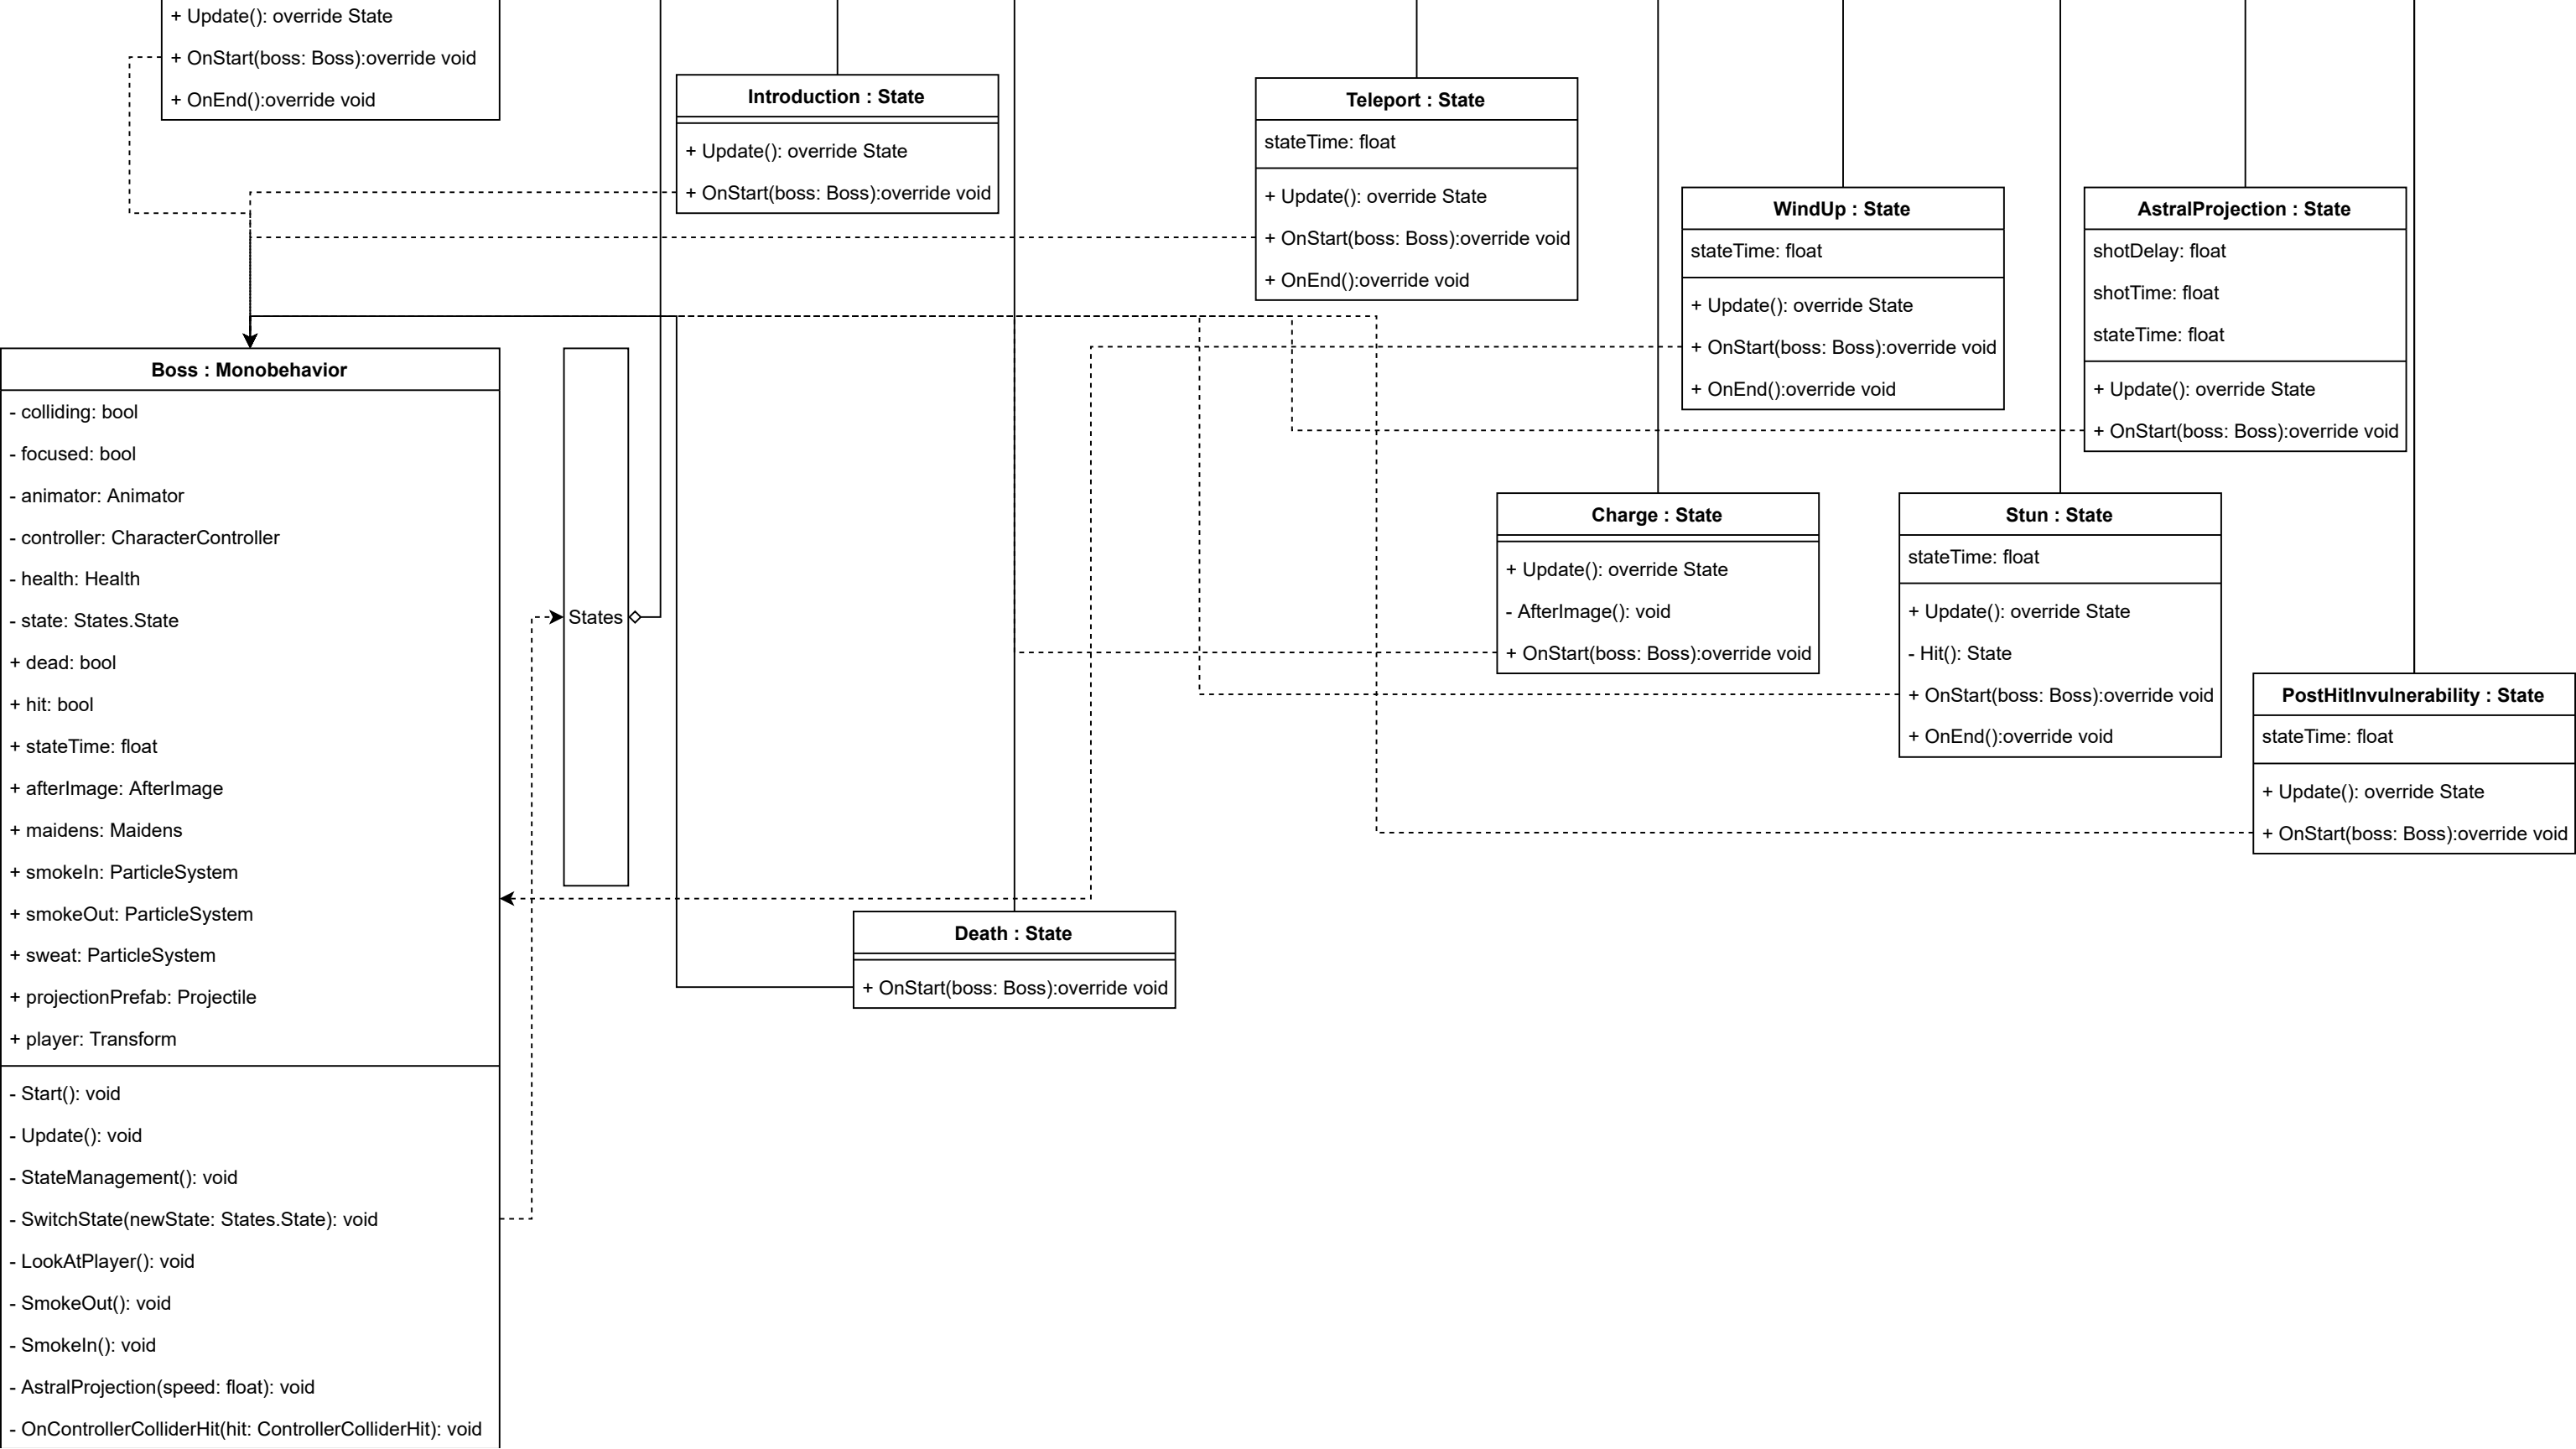 + Update(): override State
+ OnStart(boss: Boss):override void
+ OnEnd():override void
Introduction : State
+ Update(): override State
+ OnStart(boss: Boss):override void
Teleport : State
stateTime: float
+ Update(): override State
+ OnStart(boss: Boss):override void
+ OnEnd():override void
WindUp : State
stateTime: float
+ Update(): override State
+ OnStart(boss: Boss):override void
+ OnEnd():override void
AstralProjection : State
shotDelay: float
shotTime: float
stateTime: float
+ Update(): override State
+ OnStart(boss: Boss):override void
Boss : Monobehavior
- colliding: bool
- focused: bool
- animator: Animator
- controller: CharacterController
- health: Health
- state: States.State
+ dead: bool
+ hit: bool
+ stateTime: float
+ afterImage: AfterImage
+ maidens: Maidens
+ smokeIn: ParticleSystem
+ smokeOut: ParticleSystem
+ sweat: ParticleSystem
+ projectionPrefab: Projectile
+ player: Transform
- Start(): void
- Update(): void
- StateManagement(): void
- SwitchState(newState: States.State): void
- LookAtPlayer(): void
- SmokeOut(): void
- SmokeIn(): void
- AstralProjection(speed: float): void
- OnControllerColliderHit(hit: ControllerColliderHit): void
States
Charge : State
+ Update(): override State
- AfterImage(): void
+ OnStart(boss: Boss):override void
Stun : State
stateTime: float
+ Update(): override State
- Hit(): State
+ OnStart(boss: Boss):override void
+ OnEnd():override void
PostHitInvulnerability : State
stateTime: float
+ Update(): override State
+ OnStart(boss: Boss):override void
Death : State
+ OnStart(boss: Boss):override void